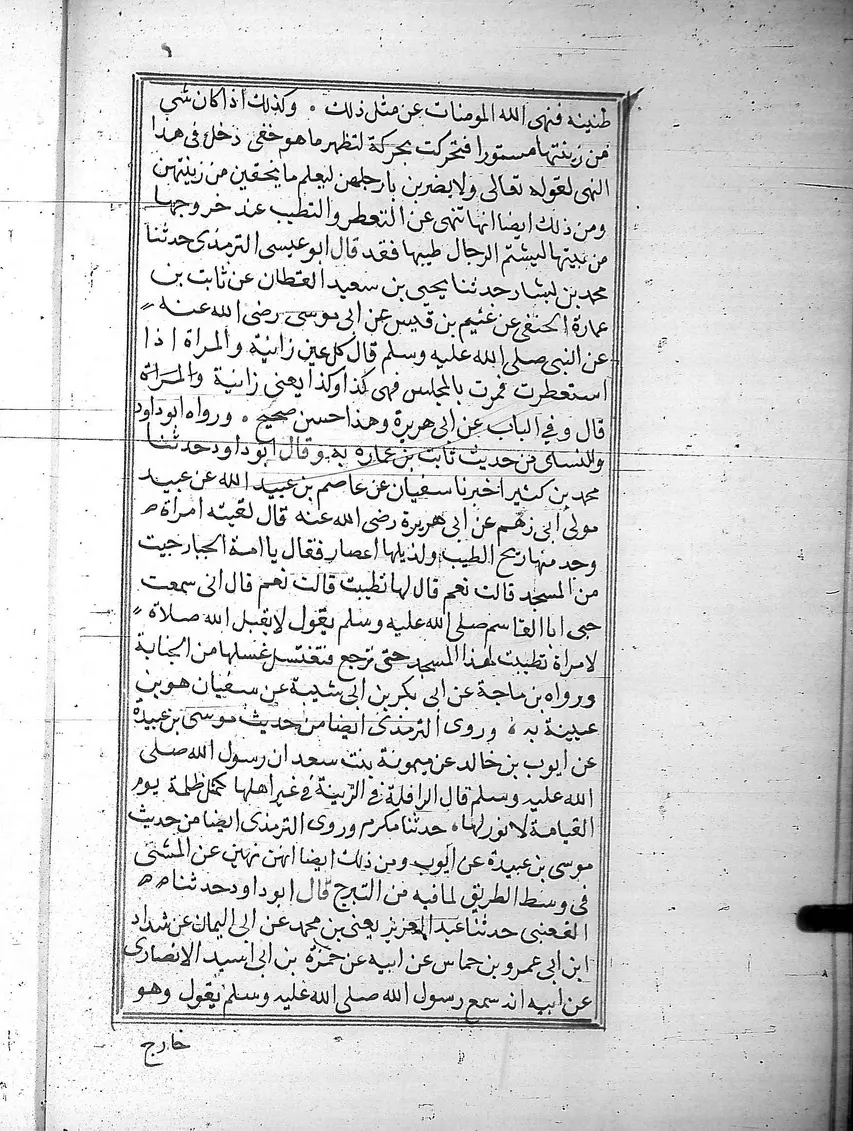 طنينه فنهى الله المومنات عن مثل ذلك . وكذلك اذا كان شي
من زينتها مستورا فتحركت بحركة لتظهر ما هو خفي دخل في هذا
النهي لقوله تعالى ولا يضربن بارجلهن ليعلم ما يخفين من زينتهن
ومن ذلك ايضا انها تنهى عن التعطر والتطيب عند خروجها
من بيتها ليشتم الرجال طيبها فقد قال ابو عيسى الترمذي حدثنا
محمد بن بشار حدثنا يحيى بن سعيد القطان عن ثابت بن
عمارة الحنفي عن غنيم بن قيس عن ابي موسى رضى الله عنه
عن النبي صلى الله عليه وسلم قال كل عين زانية والمراة اذا
استعطرت فمرت بالمجلس فهى كذا وكذا يعني زانية والمراة
قال وفي الباب عن ابي هريرة وهذا حسن صحيح . ورواه ابو داود
والنساى من حديث ثابت بن عمارة به وقال ابو داود حدثنا
محمد بن كثير اخبرنا سفيان عن عاصم بن عبيد الله عن عبيد
مولى ابي رهم عن ابي هريرة رضى الله عنه قال لقيته امراة
وجد منها ريح الطيب ولذيلها اعصار فقال يا امة الجبار جيت
من المسجد قالت نعم قال لها تطيبت قالت نعم قال انى سمعت
حبى ابا القاسم صلى الله عليه وسلم يقول لا يقبل الله صلاة
لامراة تطيبت لهذا المسجد حتى ترجع فتغتسل غسلها من الجنابة
ورواه بن ماجة عن ابي بكر بن ابي شيبة عن سفيان هو بن
عيينة به . وروى الترمذى ايضا من حديث موسى بن عبيدة
عن ايوب بن خالد عن ميمونة بنت سعد ان رسول الله صلى
الله عليه وسلم قال الرافلة في الزينة في غير اهلها كمثل ظلمة يوم
القيامة لا نور لها . حدثنا مكرم وروى الترمذى ايضا من حديث
موسى بن عبيدة عن ايوب ومن ذلك ايضا انهن نهين عن المشى
في وسط الطريق لما فيه من التبرج قال ابو داود حدثنا
القعنبي حدثنا عبد العزيز يعني بن محمد عن ابي اليمان عن شداد
ابن ابي عمرو بن حماس عن ابيه عن حمزة بن ابي اسيد الانصارى
عن ابيه انه سمع رسول الله صلى الله عليه وسلم يقول وهو
خارج